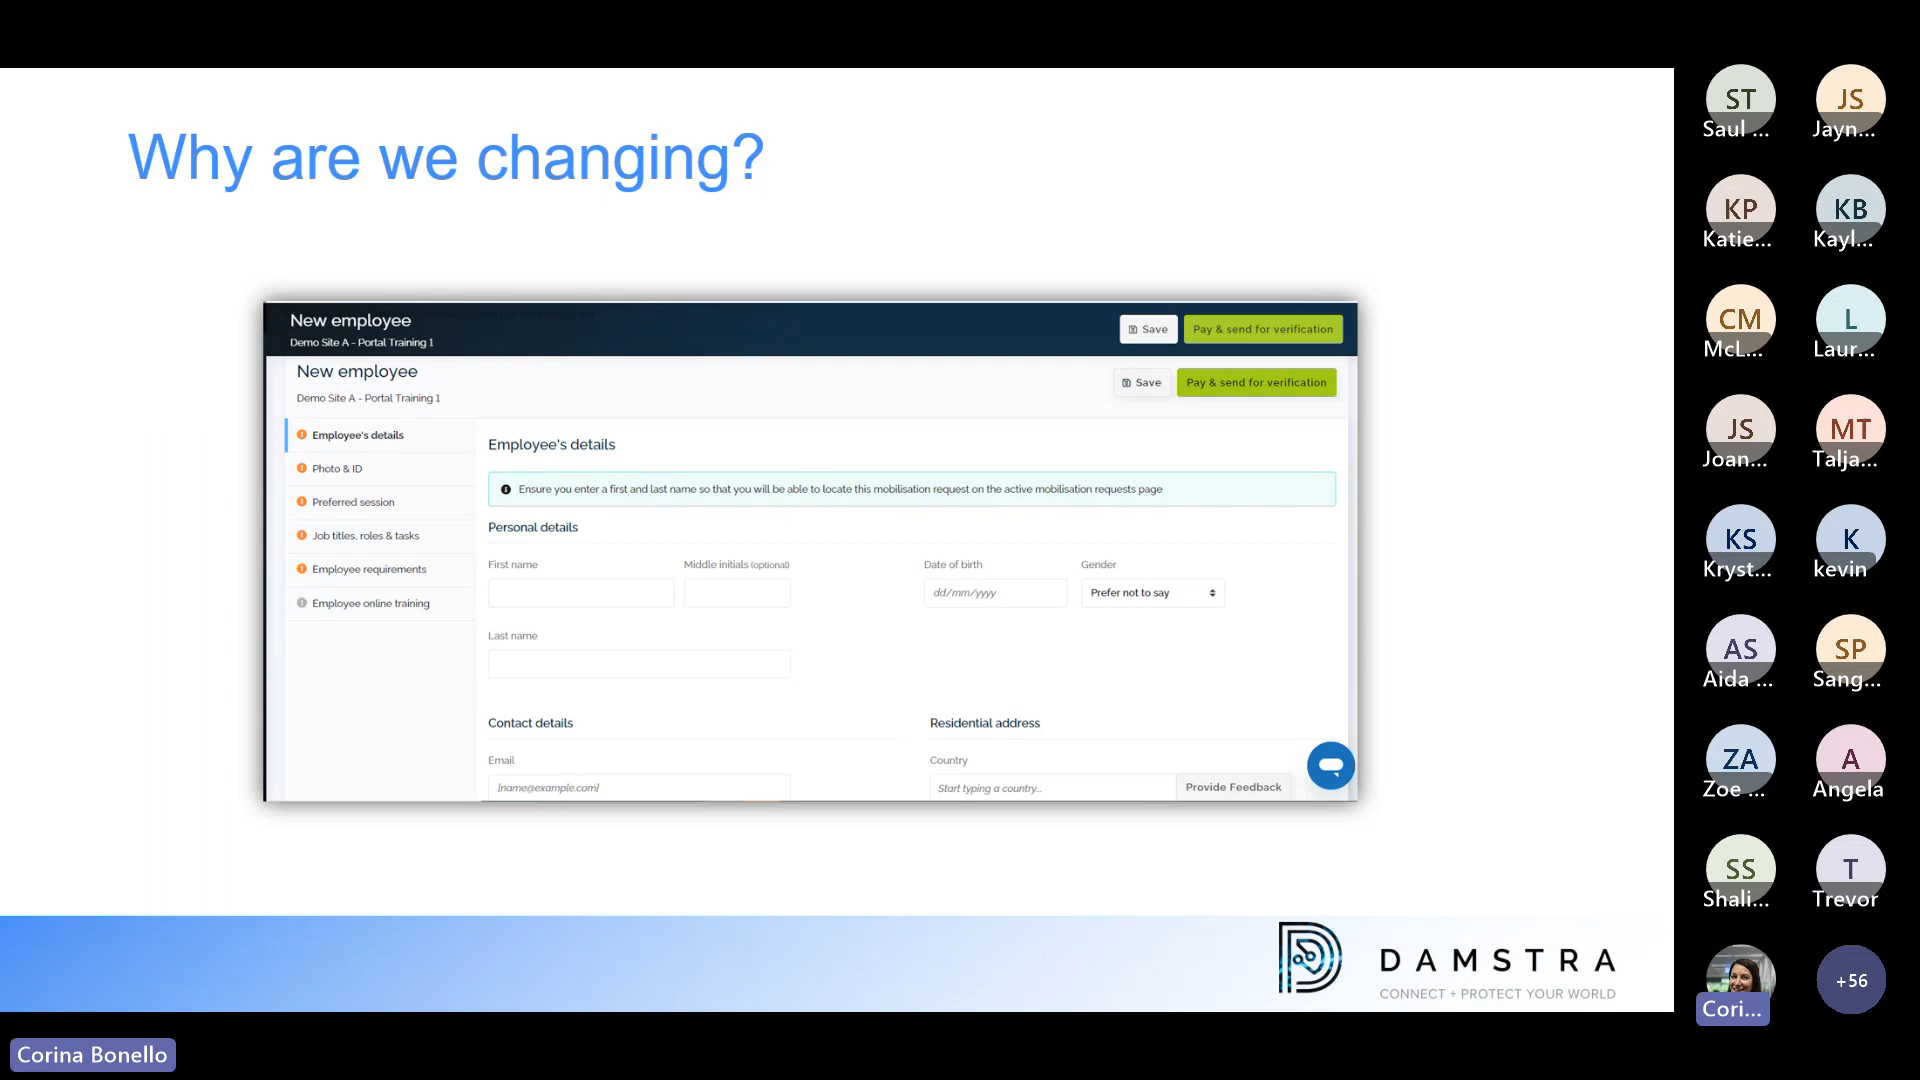 Why are we changing?
New employee
Demo Site A - Portal Training 1
Save
Pay & send for verification
New employee
Demo Site A - Portal Training 1
Save
Pay & send for verification
Employee's details
Photo & ID
Preferred session
Job titles, roles & tasks
Employee requirements
Employee online training
Employee's details
Ensure you enter a first and last name so that you will be able to locate this mobilisation request on the active mobilisation requests page
Personal details
First name
Middle initials (optional)
Date of birth
Gender
dd/mm/yyyy
Prefer not to say
Last name
Contact details
Residential address
Email
Country
[name@example.com]
Start typing a country...
Provide Feedback
DAMSTRA
CONNECT + PROTECT YOUR WORLD
ST
Saul ...
JS
Jayn...
KP
Katie...
KB
Kayl...
CM
McL...
L
Laur...
JS
Joan...
MT
Talja...
KS
Kryst...
K
kevin
AS
Aida ...
SP
Sang...
ZA
Zoe ...
A
Angela
SS
Shali...
T
Trevor
Cori...
+56
Corina Bonello